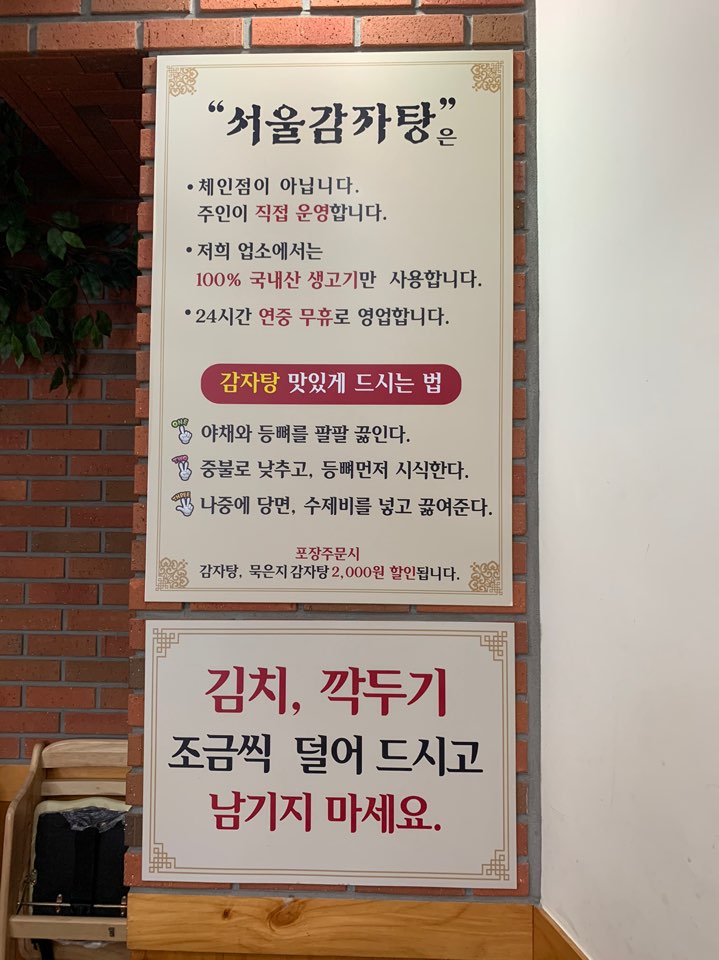 “서울감자탕”은
• 체인점이 아닙니다.
주인이 직접 운영합니다.
• 저희 업소에서는
100% 국내산 생고기만 사용합니다.
• 24시간 연중 무휴로 영업합니다.
감자탕 맛있게 드시는 법
ONE 야채와 등뼈를 팔팔 끓인다.
TWO 중불로 낮추고, 등뼈먼저 시식한다.
THREE 나중에 당면, 수제비를 넣고 끓여준다.
포장주문시
감자탕, 묵은지 감자탕 2,000원 할인됩니다.
김치, 깍두기
조금씩 덜어 드시고
남기지 마세요.